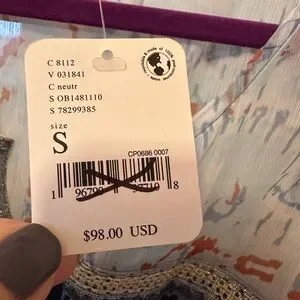 C 8112
V 031841
C neutr
S OB1481110
S 78299385
size
S
CP0686 0007
$98.00 USD